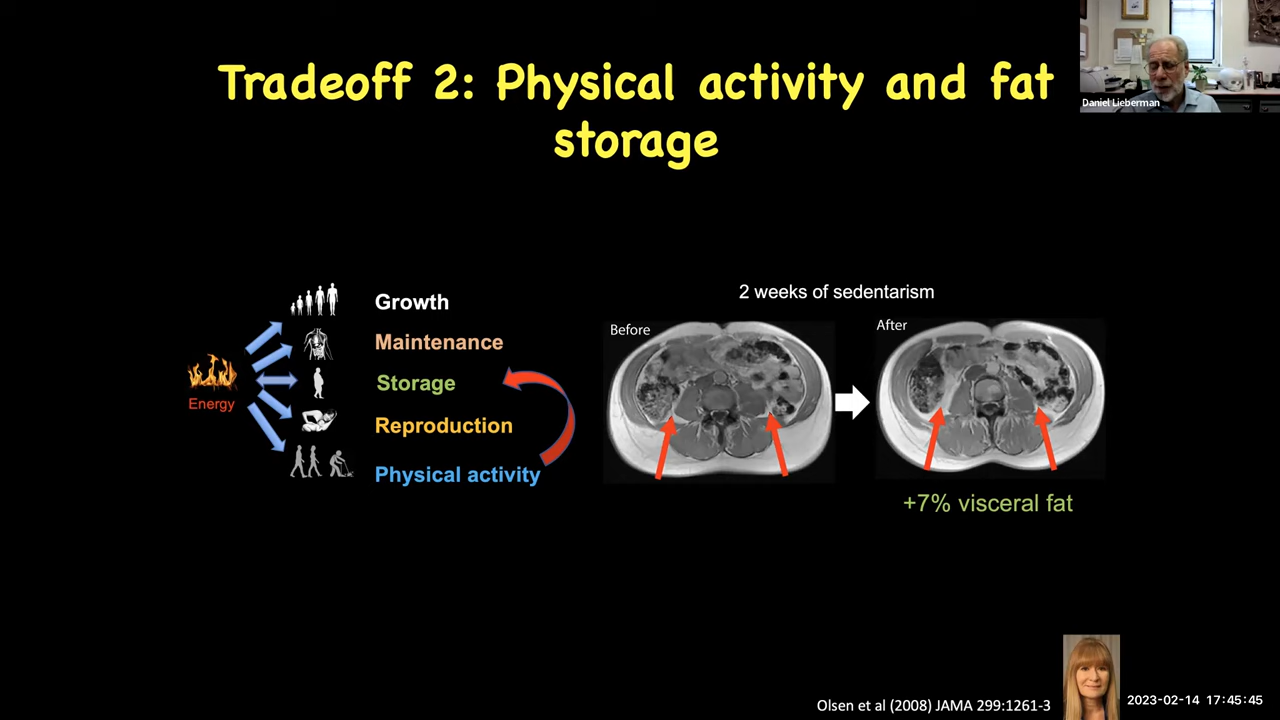 Tradeoff 2: Physical activity and fat
storage
Daniel Lieberman
Energy
Growth
Maintenance
Storage
Reproduction
Physical activity
2 weeks of sedentarism
Before
After
+7% visceral fat
Olsen et al (2008) JAMA 299:1261-3
2023-02-14 17:45:45